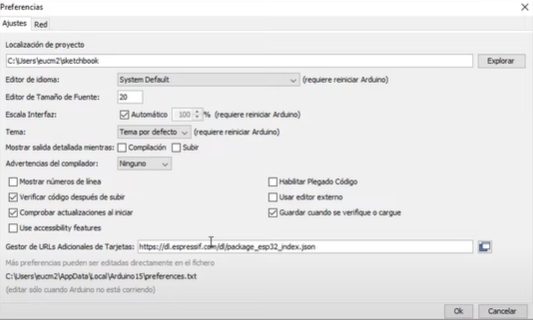 Preferencias
Ajustes Red
Localización de proyecto
C:\Users\eucm2\sketchbook Explorar
Editor de idioma: System Default (requiere reiniciar Arduino)
Editor de Tamaño de Fuente: 20
Escala Interfaz: Automático 100 % (requiere reiniciar Arduino)
Tema: Tema por defecto (requiere reiniciar Arduino)
Mostrar salida detallada mientras: Compilación Subir
Advertencias del compilador: Ninguno
Mostrar números de línea Habilitar Plegado Código
Verificar código después de subir Usar editor externo
Comprobar actualizaciones al iniciar Guardar cuando se verifique o cargue
Use accessibility features
Gestor de URLs Adicionales de Tarjetas: https://dl.espressif.com/dl/package_esp32_index.json
Más preferencias pueden ser editadas directamente en el fichero
C:\Users\eucm2\AppData\Local\Arduino15\preferences.txt
(editar sólo cuando Arduino no está corriendo)
Ok Cancelar